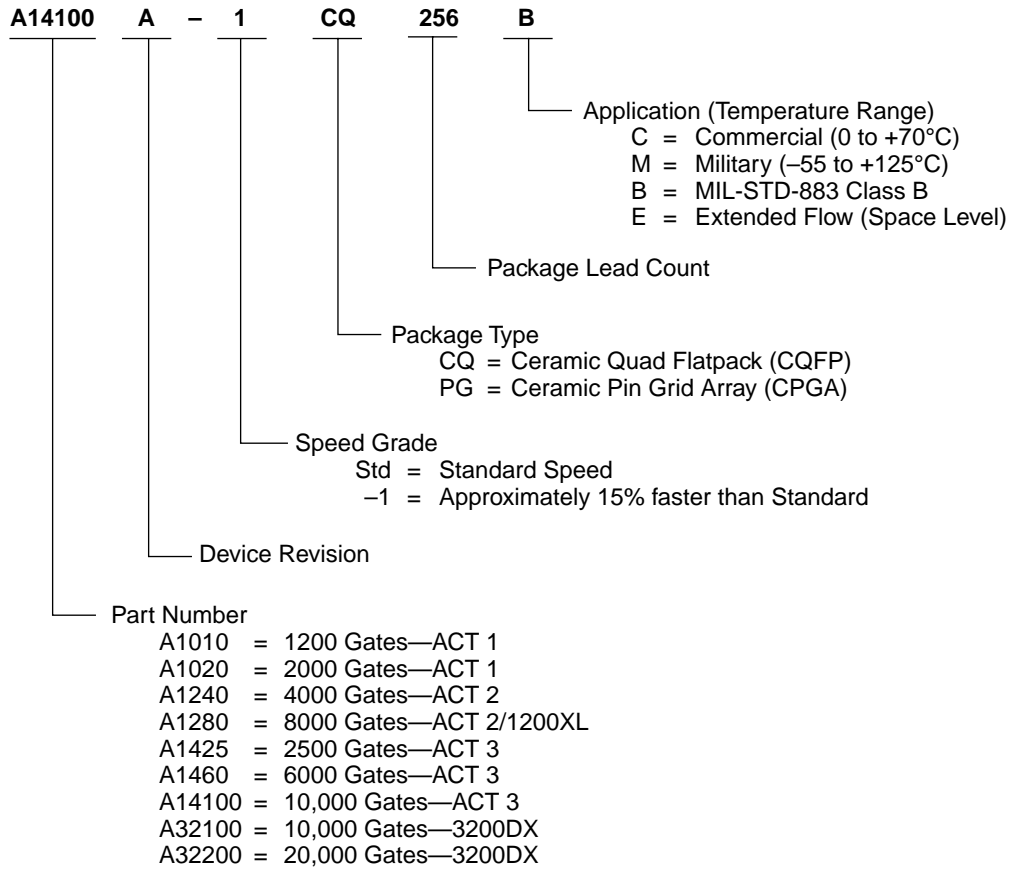 A14100 A – 1 CQ 256 B
Application (Temperature Range)
C = Commercial (0 to +70°C)
M = Military (–55 to +125°C)
B = MIL-STD-883 Class B
E = Extended Flow (Space Level)
Package Lead Count
Package Type
CQ = Ceramic Quad Flatpack (CQFP)
PG = Ceramic Pin Grid Array (CPGA)
Speed Grade
Std = Standard Speed
–1 = Approximately 15% faster than Standard
Device Revision
Part Number
A1010 = 1200 Gates—ACT 1
A1020 = 2000 Gates—ACT 1
A1240 = 4000 Gates—ACT 2
A1280 = 8000 Gates—ACT 2/1200XL
A1425 = 2500 Gates—ACT 3
A1460 = 6000 Gates—ACT 3
A14100 = 10,000 Gates—ACT 3
A32100 = 10,000 Gates—3200DX
A32200 = 20,000 Gates—3200DX